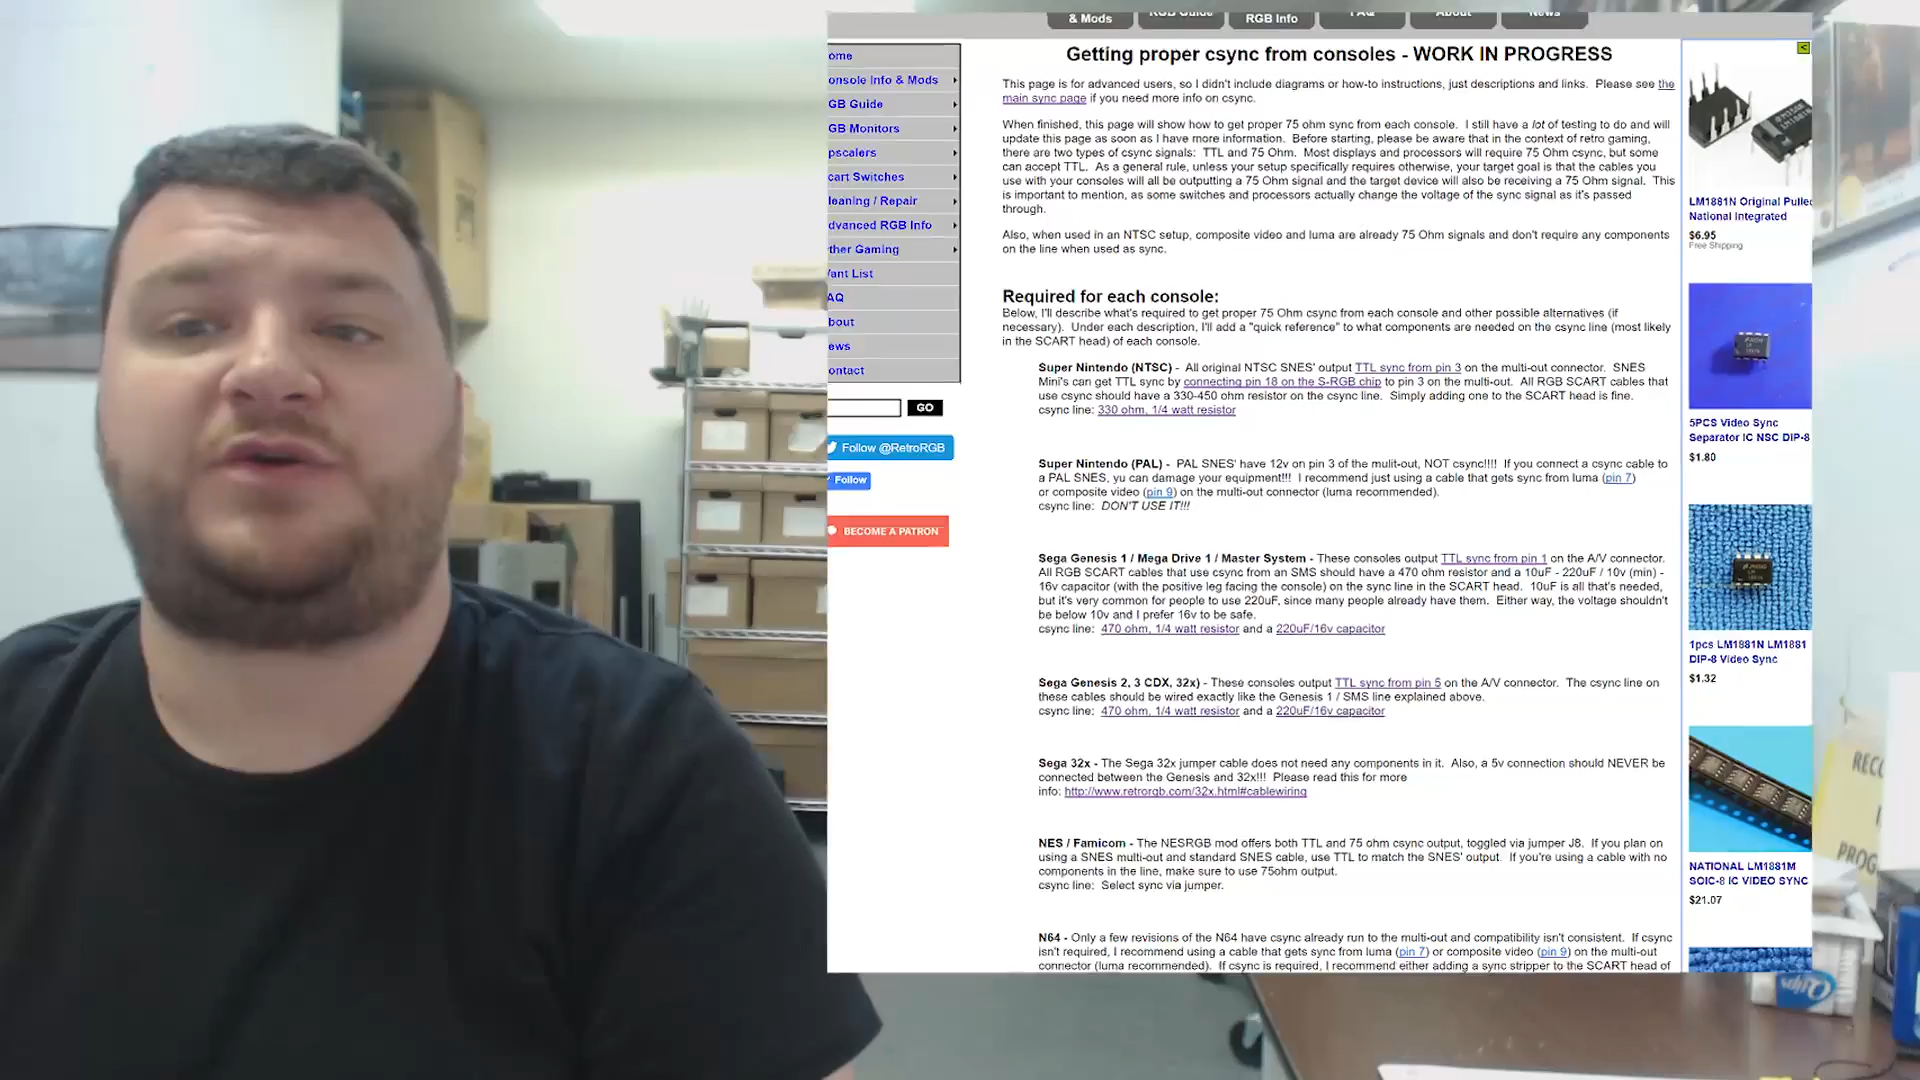 & Mods
RGB Guide
RGB Info
FAQ
About
News
ome
onsole Info & Mods
GB Guide
GB Monitors
pscalers
cart Switches
leaning / Repair
dvanced RGB Info
ther Gaming
ant List
AQ
bout
ews
ontact
GO
Follow @RetroRGB
Follow
BECOME A PATRON
Getting proper csync from consoles - WORK IN PROGRESS
This page is for advanced users, so I didn't include diagrams or how-to instructions, just descriptions and links. Please see the
main sync page if you need more info on csync.
When finished, this page will show how to get proper 75 ohm sync from each console. I still have a lot of testing to do and will
update this page as soon as I have more information. Before starting, please be aware that in the context of retro gaming,
there are two types of csync signals: TTL and 75 Ohm. Most displays and processors will require 75 Ohm csync, but some
can accept TTL. As a general rule, unless your setup specifically requires otherwise, your target goal is that the cables you
use with your consoles will all be outputting a 75 Ohm signal and the target device will also be receiving a 75 Ohm signal. This
is important to mention, as some switches and processors actually change the voltage of the sync signal as it's passed
through.
Also, when used in an NTSC setup, composite video and luma are already 75 Ohm signals and don't require any components
on the line when used as sync.
Required for each console:
Below, I'll describe what's required to get proper 75 Ohm csync from each console and other possible alternatives (if
necessary). Under each description, I'll add a "quick reference" to what components are needed on the csync line (most likely
in the SCART head) of each console.
Super Nintendo (NTSC) - All original NTSC SNES' output TTL sync from pin 3 on the multi-out connector. SNES
Mini's can get TTL sync by connecting pin 18 on the S-RGB chip to pin 3 on the multi-out. All RGB SCART cables that
use csync should have a 330-450 ohm resistor on the csync line. Simply adding one to the SCART head is fine.
csync line: 330 ohm, 1/4 watt resistor
Super Nintendo (PAL) - PAL SNES' have 12v on pin 3 of the mulit-out, NOT csync!!!! If you connect a csync cable to
a PAL SNES, yu can damage your equipment!!! I recommend just using a cable that gets sync from luma (pin 7)
or composite video (pin 9) on the multi-out connector (luma recommended).
csync line: DON'T USE IT!!!
Sega Genesis 1 / Mega Drive 1 / Master System - These consoles output TTL sync from pin 1 on the A/V connector.
All RGB SCART cables that use csync from an SMS should have a 470 ohm resistor and a 10uF - 220uF / 10v (min) -
16v capacitor (with the positive leg facing the console) on the sync line in the SCART head. 10uF is all that's needed,
but it's very common for people to use 220uF, since many people already have them. Either way, the voltage shouldn't
be below 10v and I prefer 16v to be safe.
csync line: 470 ohm, 1/4 watt resistor and a 220uF/16v capacitor
Sega Genesis 2, 3 CDX, 32x) - These consoles output TTL sync from pin 5 on the A/V connector. The csync line on
these cables should be wired exactly like the Genesis 1 / SMS line explained above.
csync line: 470 ohm, 1/4 watt resistor and a 220uF/16v capacitor
Sega 32x - The Sega 32x jumper cable does not need any components in it. Also, a 5v connection should NEVER be
connected between the Genesis and 32x!!! Please read this for more
info: http://www.retrorgb.com/32x.html#cablewiring
NES / Famicom - The NESRGB mod offers both TTL and 75 ohm csync output, toggled via jumper J8. If you plan on
using a SNES multi-out and standard SNES cable, use TTL to match the SNES' output. If you're using a cable with no
components in the line, make sure to use 75ohm output.
csync line: Select sync via jumper.
N64 - Only a few revisions of the N64 have csync already run to the multi-out and compatibility isn't consistent. If csync
isn't required, I recommend using a cable that gets sync from luma (pin 7) or composite video (pin 9) on the multi-out
connector (luma recommended). If csync is required, I recommend either adding a sync stripper to the SCART head of
LM1881N Original Pulled
National Integrated
$6.95
Free Shipping
5PCS Video Sync
Separator IC NSC DIP-8
$1.80
1pcs LM1881N LM1881
DIP-8 Video Sync
$1.32
NATIONAL LM1881M
SOIC-8 IC VIDEO SYNC
$21.07
Qtips